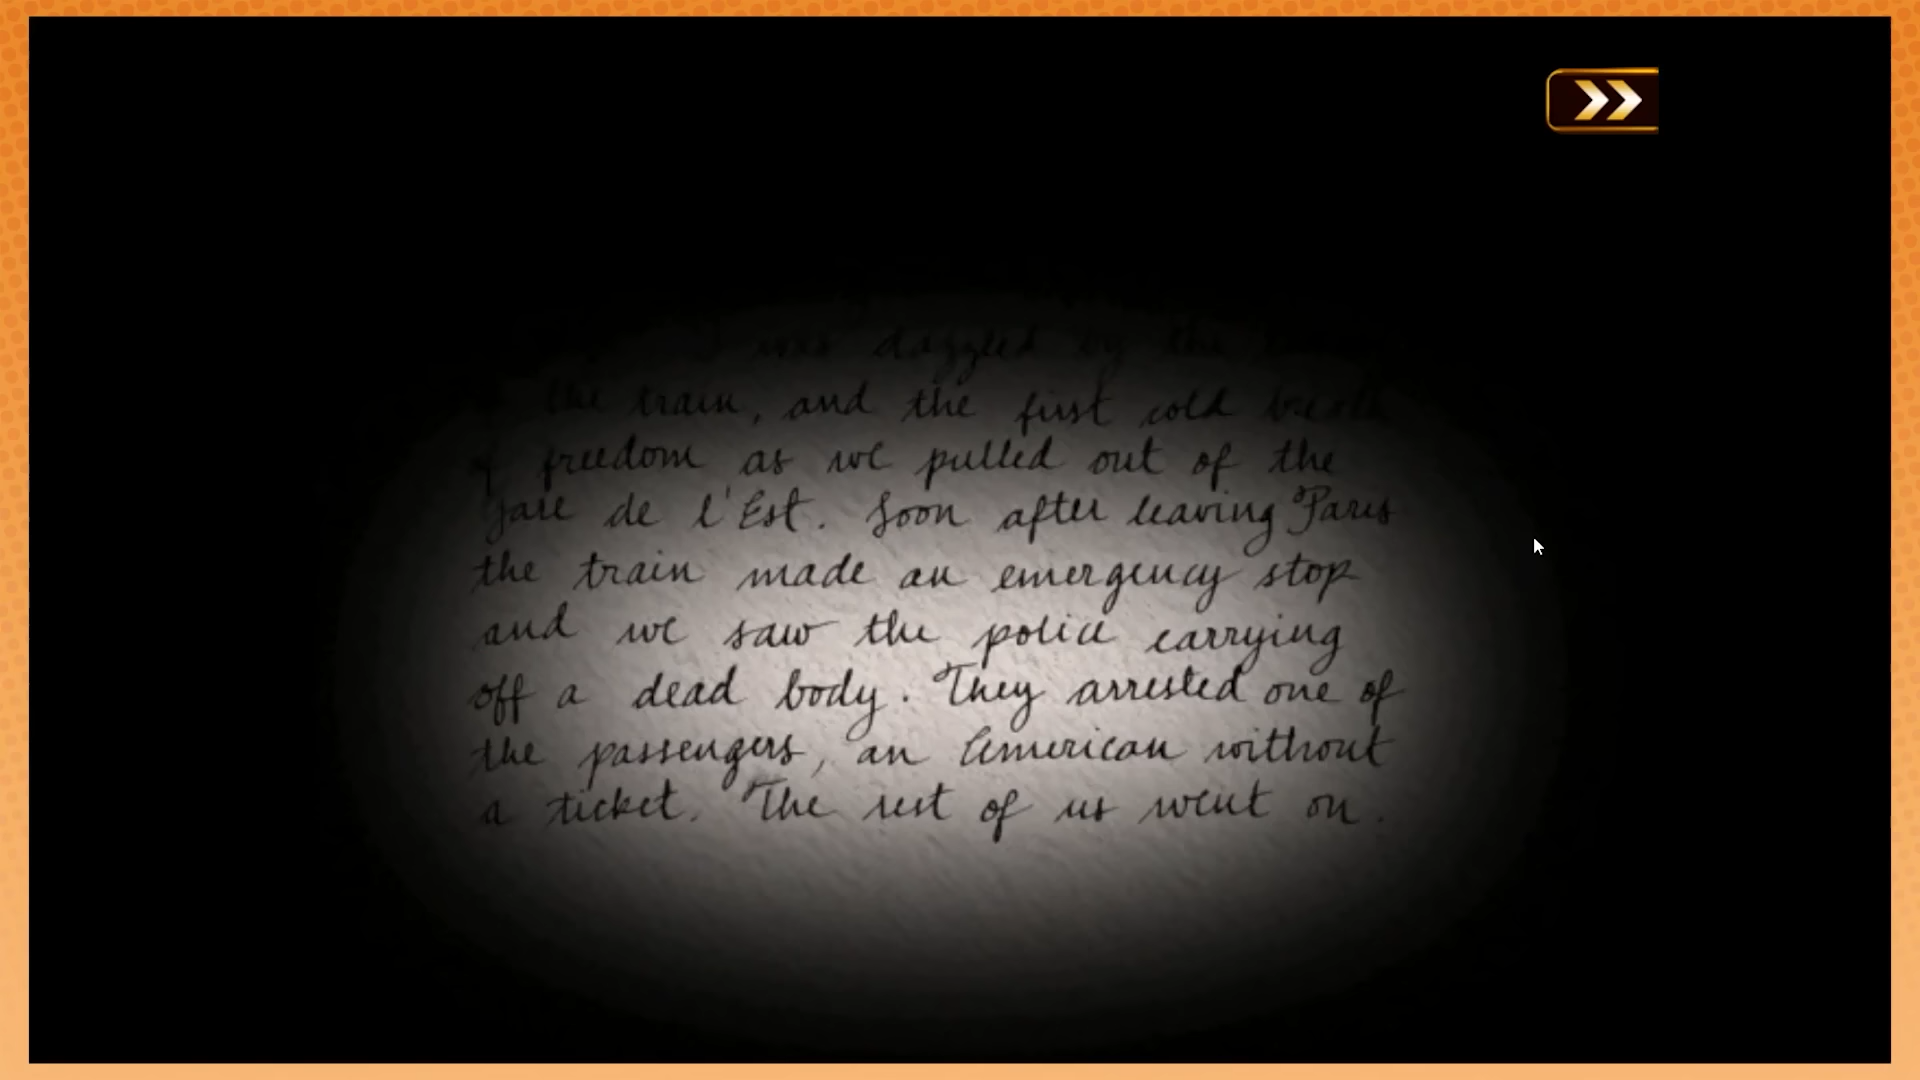 was dazzled by the
the train, and the first cold breath
of freedom as we pulled out of the
Gare de l'Est. Soon after leaving Paris
the train made an emergency stop
and we saw the police carrying
off a dead body. They arrested one of
the passengers, an American without
a ticket. The rest of us went on.